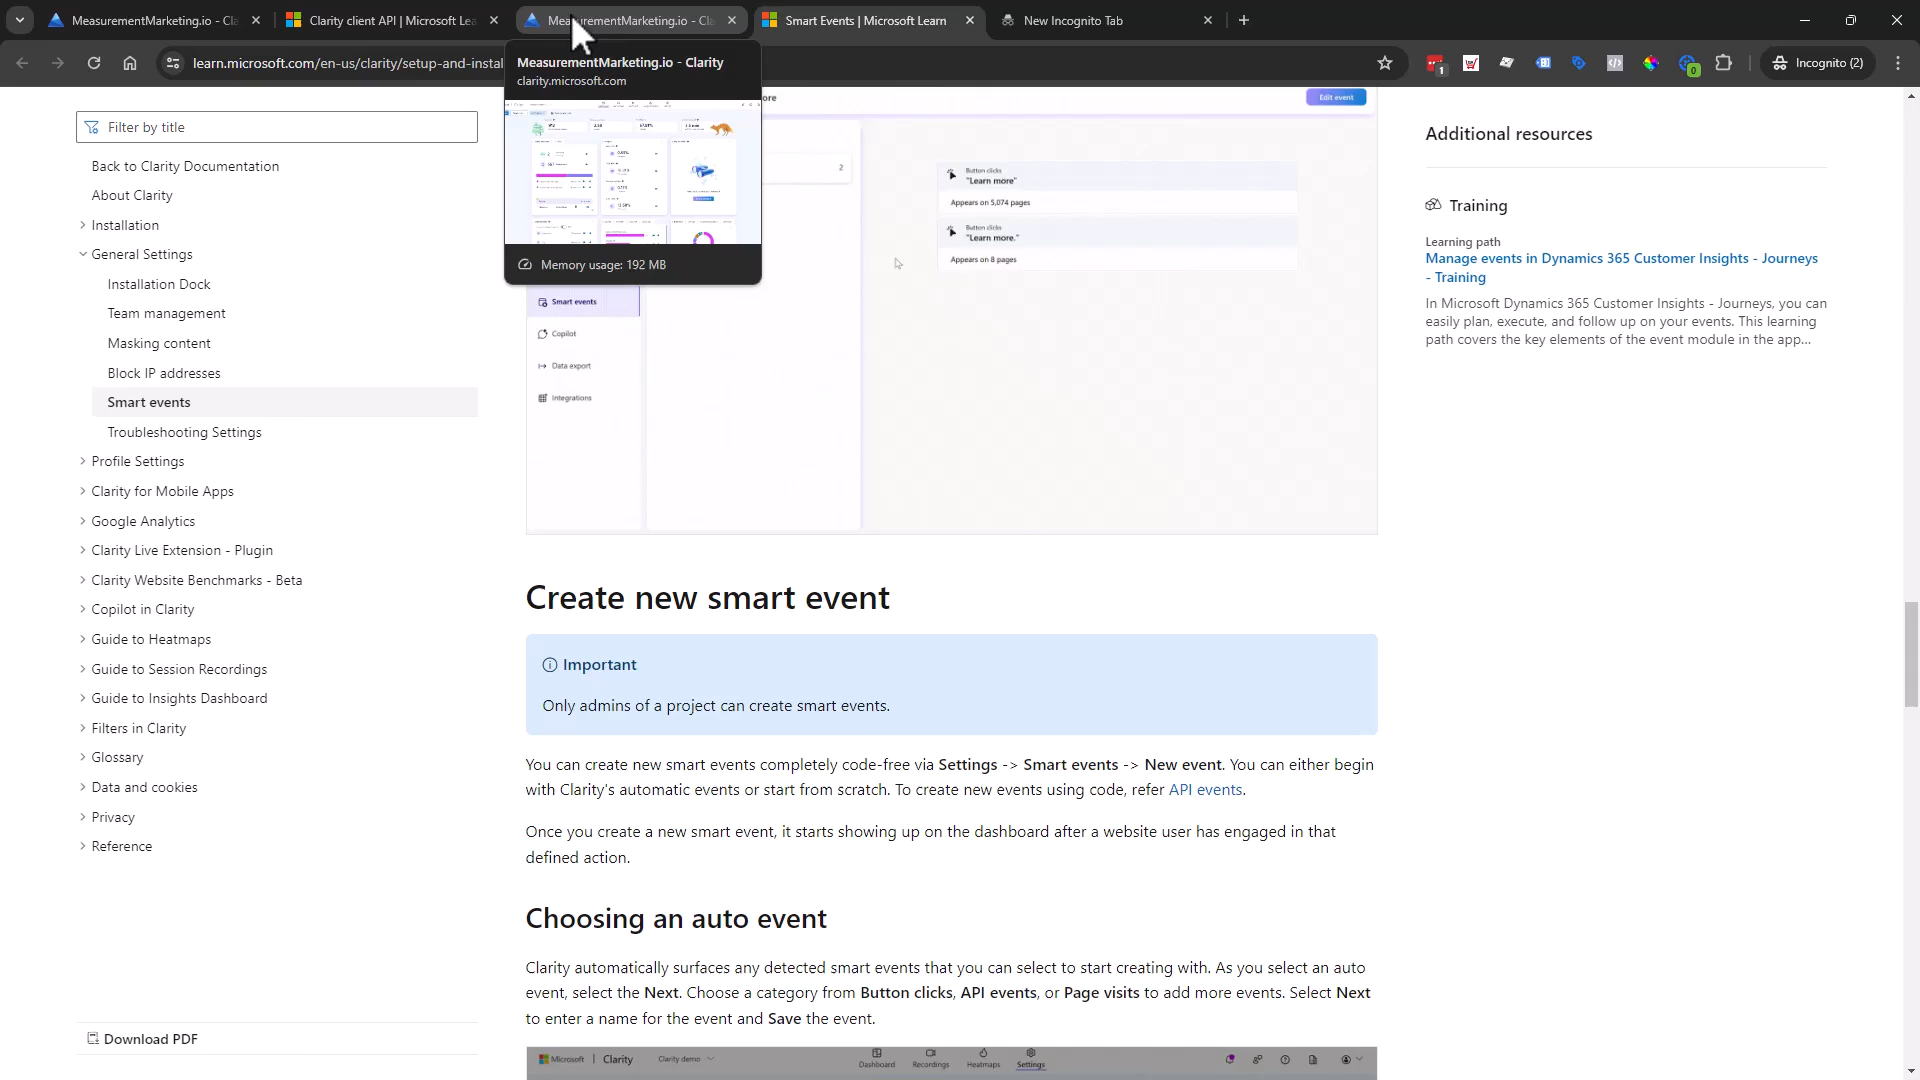 MeasurementMarketing.io - Cla
Clarity client API | Microsoft Lea
MeasurementMarketing.io - Cla
Smart Events | Microsoft Learn
New Incognito Tab
learn.microsoft.com/en-us/clarity/setup-and-instal
1
0
Incognito (2)
MeasurementMarketing.io - Clarity
clarity.microsoft.com
Memory usage: 192 MB
Filter by title
Back to Clarity Documentation
About Clarity
Installation
General Settings
Installation Dock
Team management
Masking content
Block IP addresses
Smart events
Troubleshooting Settings
Profile Settings
Clarity for Mobile Apps
Google Analytics
Clarity Live Extension - Plugin
Clarity Website Benchmarks - Beta
Copilot in Clarity
Guide to Heatmaps
Guide to Session Recordings
Guide to Insights Dashboard
Filters in Clarity
Glossary
Data and cookies
Privacy
Reference
Download PDF
ore
Edit event
2
Button clicks
"Learn more"
Appears on 5,074 pages
Button clicks
"Learn more."
Appears on 8 pages
Smart events
Copilot
Data export
Integrations
Create new smart event
Important
Only admins of a project can create smart events.
You can create new smart events completely code-free via Settings -> Smart events -> New event. You can either begin
with Clarity's automatic events or start from scratch. To create new events using code, refer API events.
Once you create a new smart event, it starts showing up on the dashboard after a website user has engaged in that
defined action.
Choosing an auto event
Clarity automatically surfaces any detected smart events that you can select to start creating with. As you select an auto
event, select the Next. Choose a category from Button clicks, API events, or Page visits to add more events. Select Next
to enter a name for the event and Save the event.
Microsoft | Clarity
Clarity demo
Dashboard
Recordings
Heatmaps
Settings
Additional resources
Training
Learning path
Manage events in Dynamics 365 Customer Insights - Journeys
- Training
In Microsoft Dynamics 365 Customer Insights - Journeys, you can
easily plan, execute, and follow up on your events. This learning
path covers the key elements of the event module in the app...